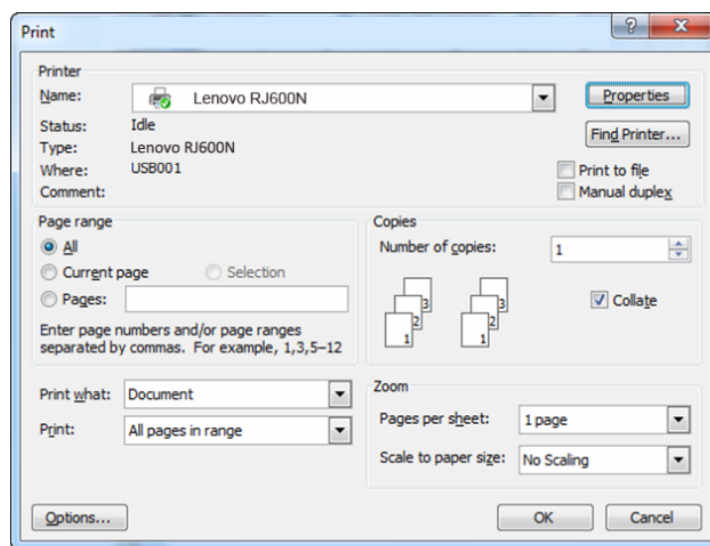 Print
Printer
Name: Lenovo RJ600N
Properties
Status: Idle
Find Printer...
Type: Lenovo RJ600N
Where: USB001
Print to file
Comment:
Manual duplex
Page range
All
Current page Selection
Pages:
Enter page numbers and/or page ranges
separated by commas. For example, 1,3,5–12
Copies
Number of copies: 1
3 3
2 2
1 1
Collate
Print what: Document
Print: All pages in range
Zoom
Pages per sheet: 1 page
Scale to paper size: No Scaling
Options...
OK
Cancel